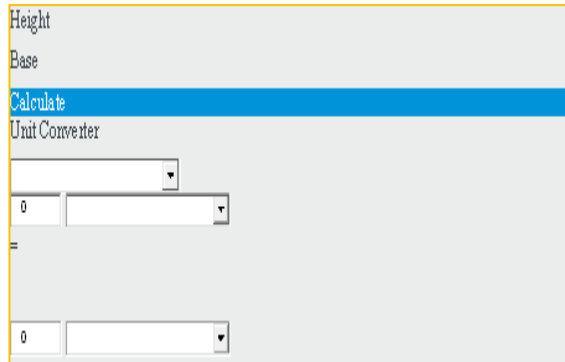 Height
Base
Calculate
Unit Converter
0
=
0